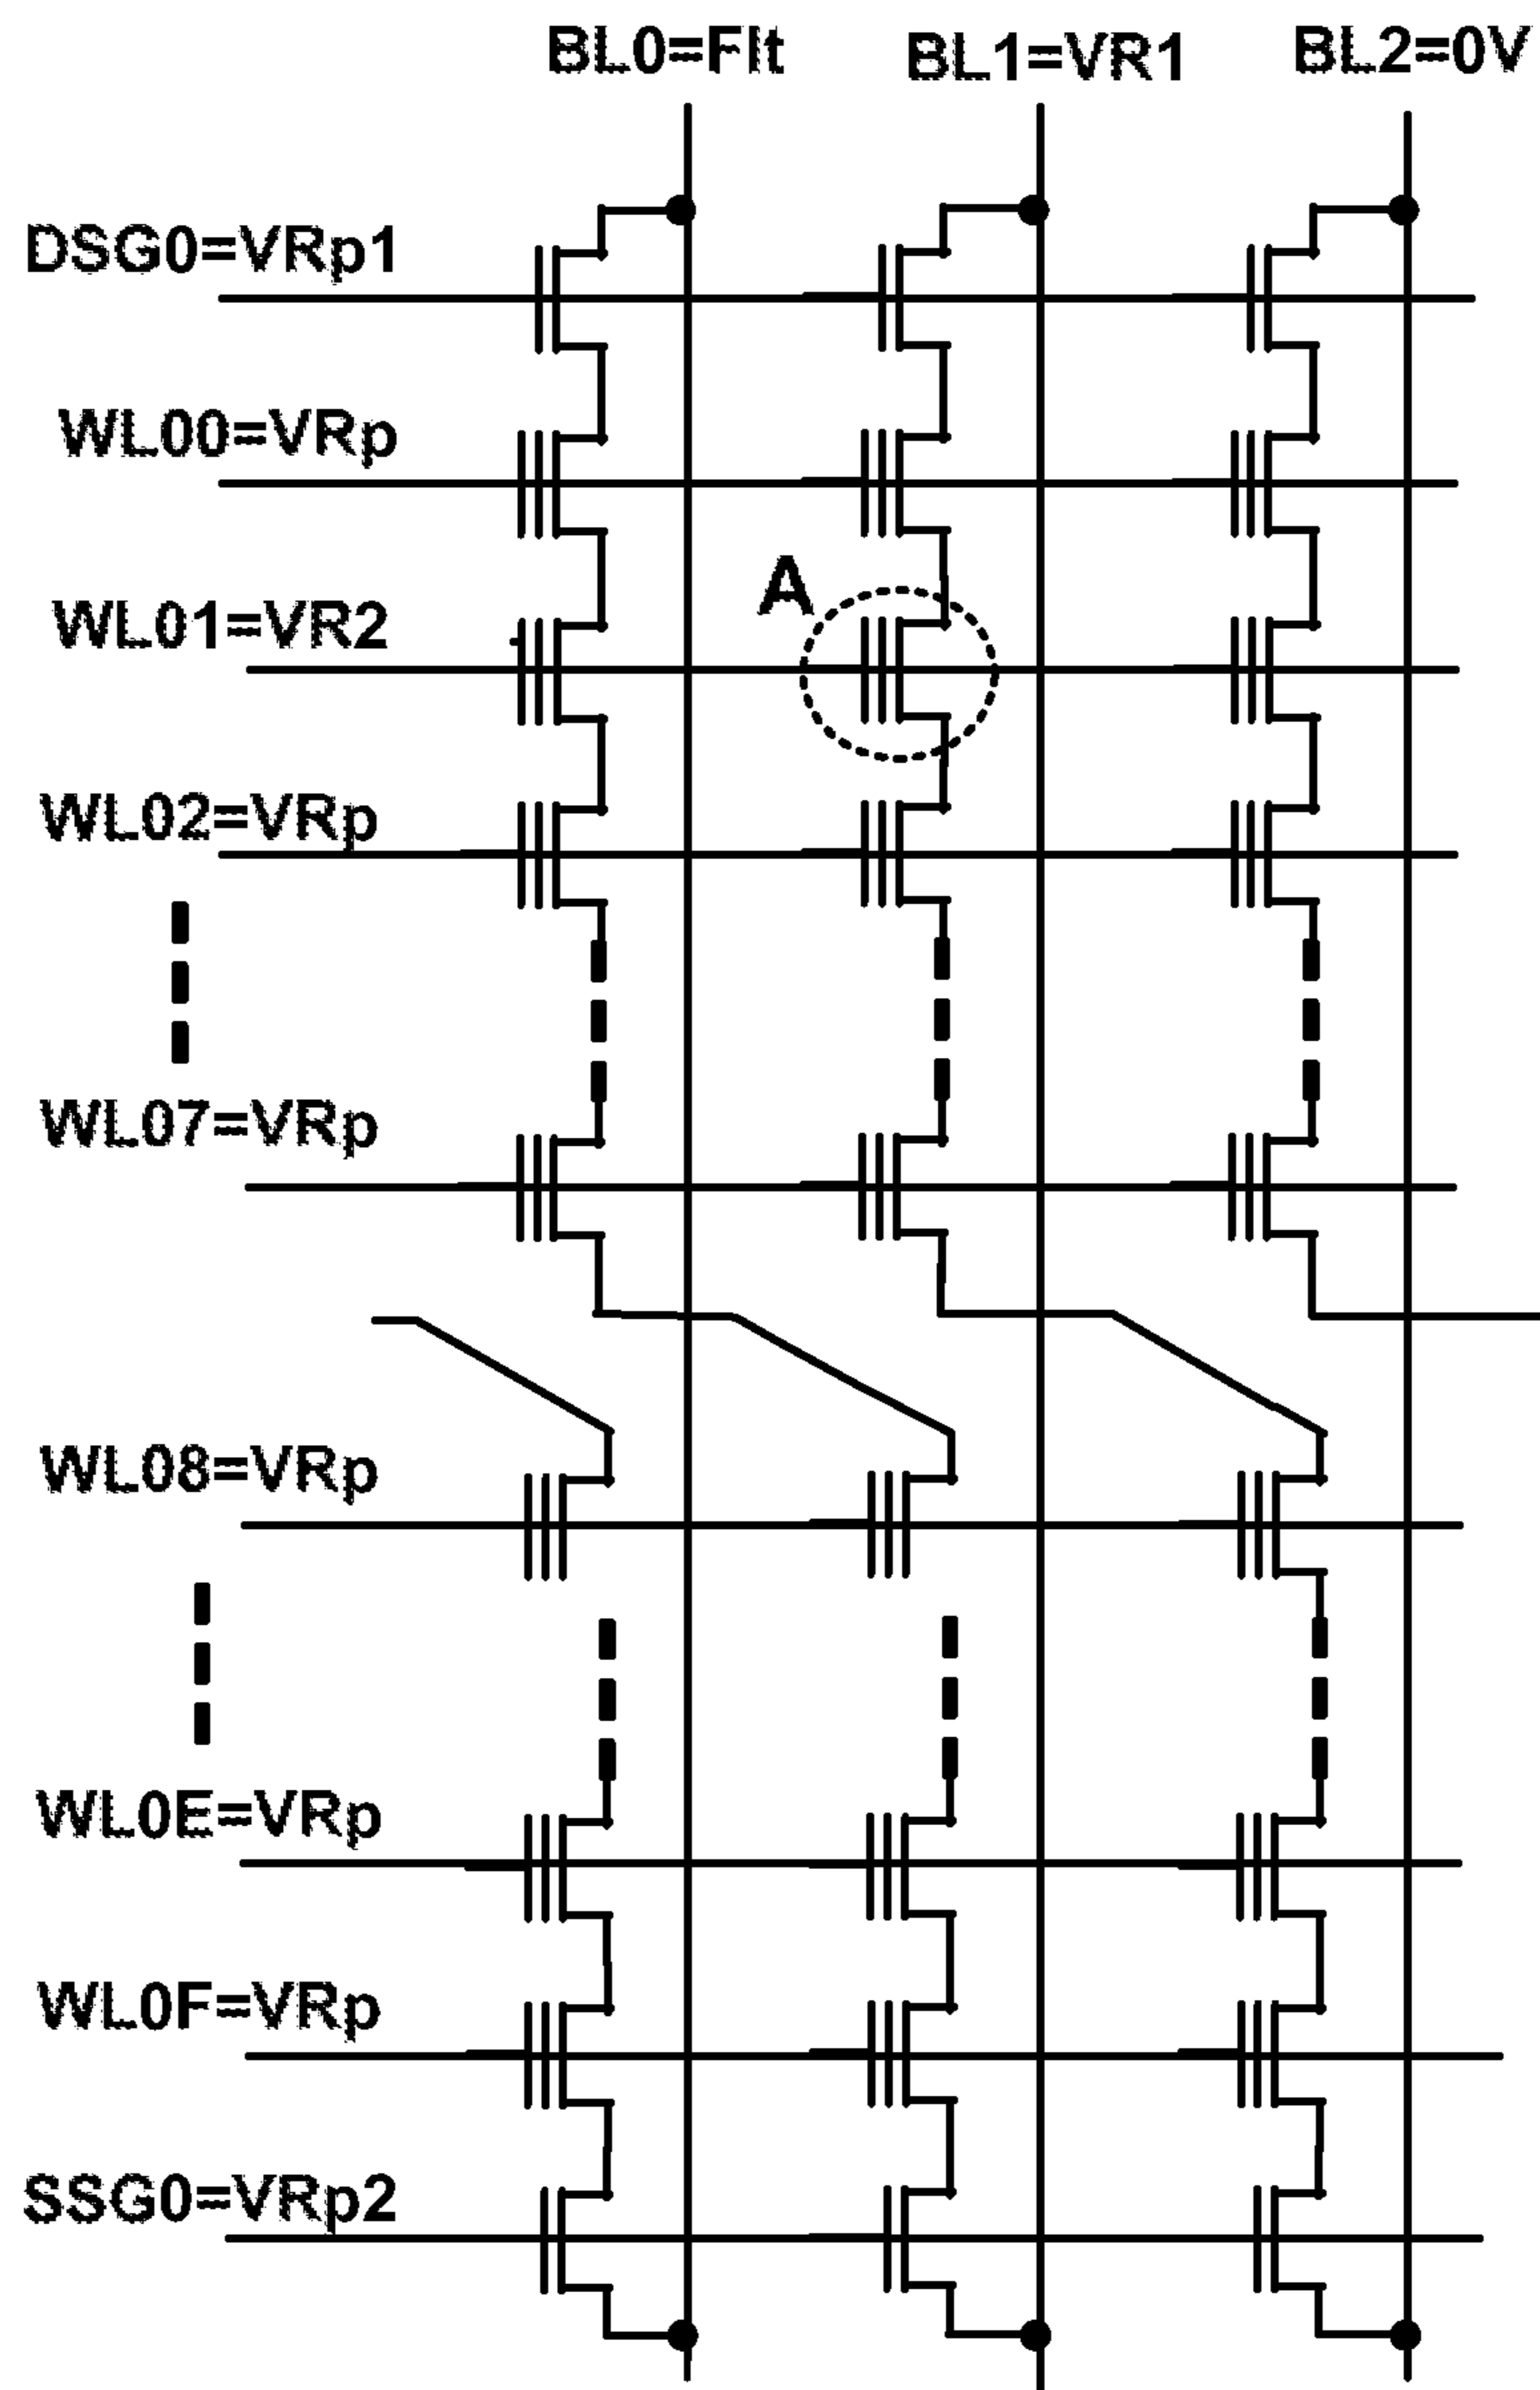 BL0=Flt BL1=VR1 BL2=0V
DSG0=VRp1
WL00=VRp
A
WL01=VR2
WL02=VRp
WL07=VRp
WL08=VRp
WL0E=VRp
WL0F=VRp
SSG0=VRp2